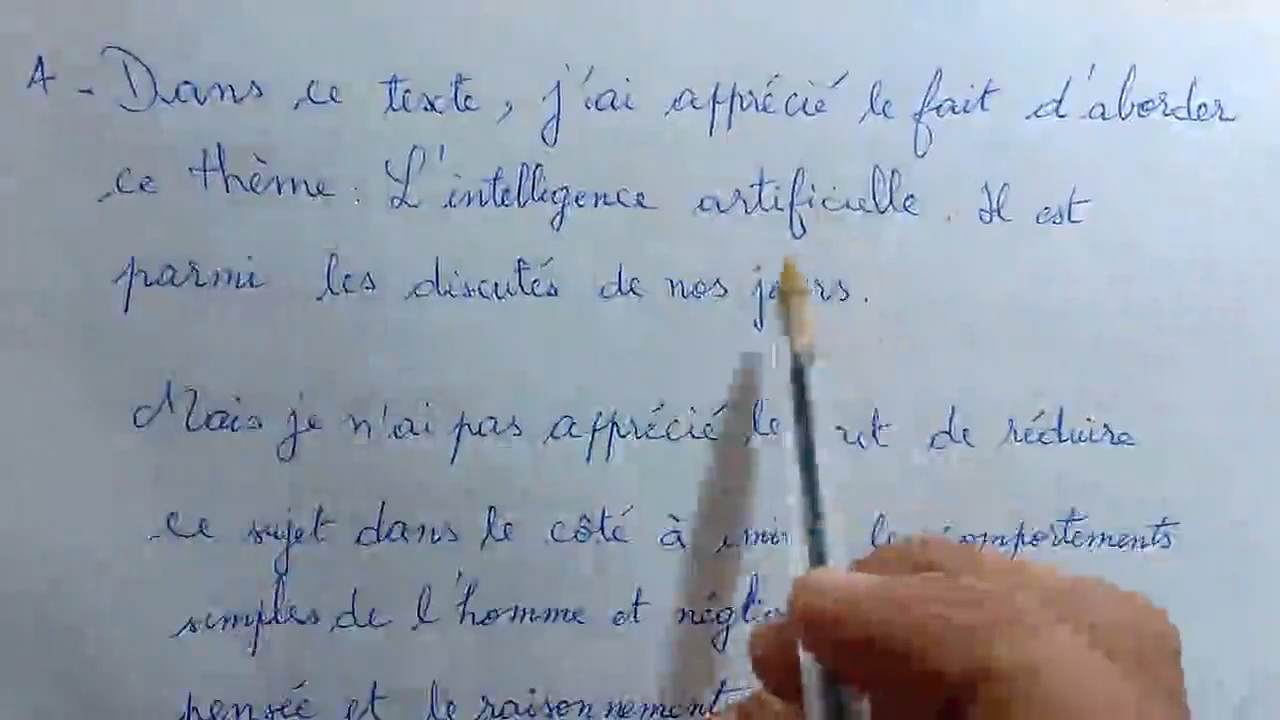 A - Dans ce texte, j'ai apprécié le fait d'aborder
ce thème : L'intelligence artificielle. Il est
parmi les discutés de nos jours.
Mais je n'ai pas apprécié le de réduire
ce sujet dans le côté à les comportements
simples de l'homme et
pensée et le raisonnement